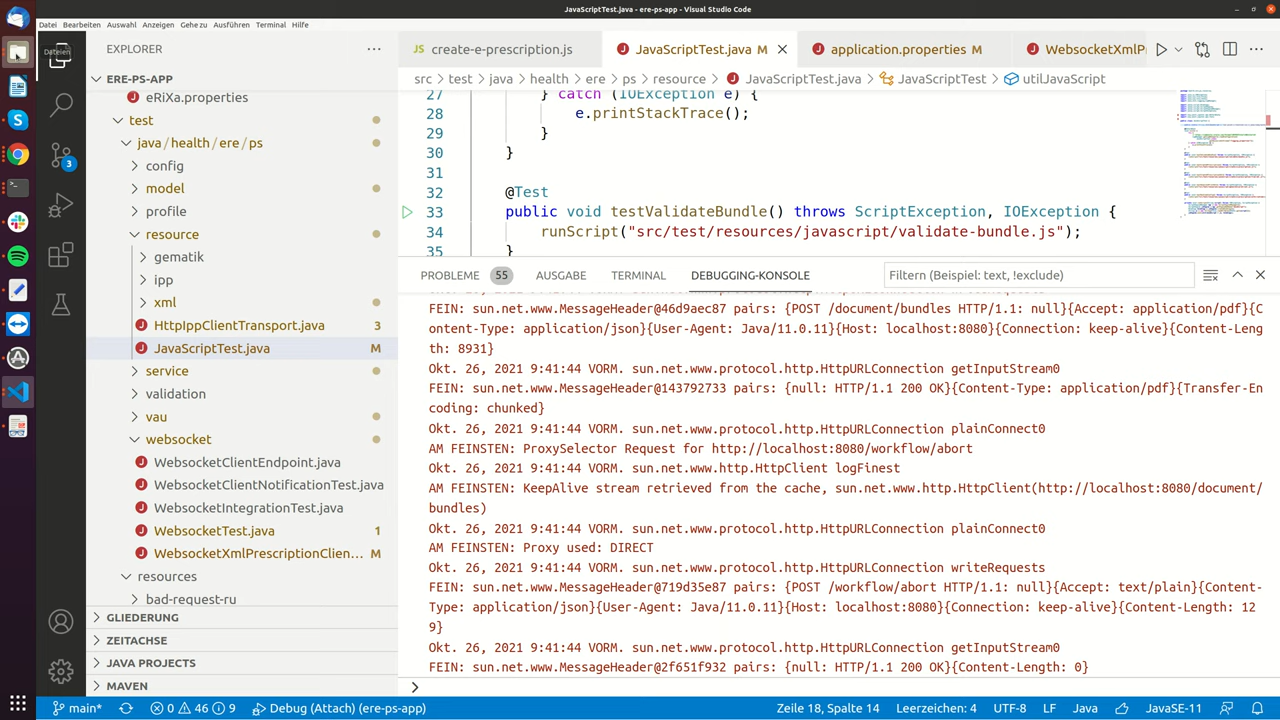 JavaScriptTest.java - ere-ps-app - Visual Studio Code
Datei Bearbeiten Auswahl Anzeigen Gehe zu Ausführen Terminal Hilfe
Dateien
EXPLORER
ERE-PS-APP
eRiXa.properties
test
java/health/ere/ps
config
model
profile
resource
gematik
ipp
xml
HttpIppClientTransport.java 3
JavaScriptTest.java M
service
validation
vau
websocket
WebsocketClientEndpoint.java
WebsocketClientNotificationTest.java
WebsocketIntegrationTest.java
WebsocketTest.java 1
WebsocketXmlPrescriptionClien... M
resources
bad-request-ru
GLIEDERUNG
ZEITACHSE
JAVA PROJECTS
MAVEN
3
JS create-e-prescription.js
JavaScriptTest.java M
application.properties M
WebsocketXmlP
src test java health ere ps resource JavaScriptTest.java JavaScriptTest utilJavaScript
27 } catch (IOException e) {
28 e.printStackTrace();
29 }
30
31
32 @Test
33 public void testValidateBundle() throws ScriptException, IOException {
34 runScript("src/test/resources/javascript/validate-bundle.js");
35 }
PROBLEME 55 AUSGABE TERMINAL DEBUGGING-KONSOLE Filtern (Beispiel: text, !exclude)
FEIN: sun.net.www.MessageHeader@46d9aec87 pairs: {POST /document/bundles HTTP/1.1: null}{Accept: application/pdf}{C
ontent-Type: application/json}{User-Agent: Java/11.0.11}{Host: localhost:8080}{Connection: keep-alive}{Content-Leng
th: 8931}
Okt. 26, 2021 9:41:44 VORM. sun.net.www.protocol.http.HttpURLConnection getInputStream0
FEIN: sun.net.www.MessageHeader@143792733 pairs: {null: HTTP/1.1 200 OK}{Content-Type: application/pdf}{Transfer-En
coding: chunked}
Okt. 26, 2021 9:41:44 VORM. sun.net.www.protocol.http.HttpURLConnection plainConnect0
AM FEINSTEN: ProxySelector Request for http://localhost:8080/workflow/abort
Okt. 26, 2021 9:41:44 VORM. sun.net.www.http.HttpClient logFinest
AM FEINSTEN: KeepAlive stream retrieved from the cache, sun.net.www.http.HttpClient(http://localhost:8080/document/
bundles)
Okt. 26, 2021 9:41:44 VORM. sun.net.www.protocol.http.HttpURLConnection plainConnect0
AM FEINSTEN: Proxy used: DIRECT
Okt. 26, 2021 9:41:44 VORM. sun.net.www.protocol.http.HttpURLConnection writeRequests
FEIN: sun.net.www.MessageHeader@719d35e87 pairs: {POST /workflow/abort HTTP/1.1: null}{Accept: text/plain}{Content-
Type: application/json}{User-Agent: Java/11.0.11}{Host: localhost:8080}{Connection: keep-alive}{Content-Length: 12
9}
Okt. 26, 2021 9:41:44 VORM. sun.net.www.protocol.http.HttpURLConnection getInputStream0
FEIN: sun.net.www.MessageHeader@2f651f932 pairs: {null: HTTP/1.1 200 OK}{Content-Length: 0}
main* 0 46 9 Debug (Attach) (ere-ps-app) Zeile 18, Spalte 14 Leerzeichen: 4 UTF-8 LF Java JavaSE-11